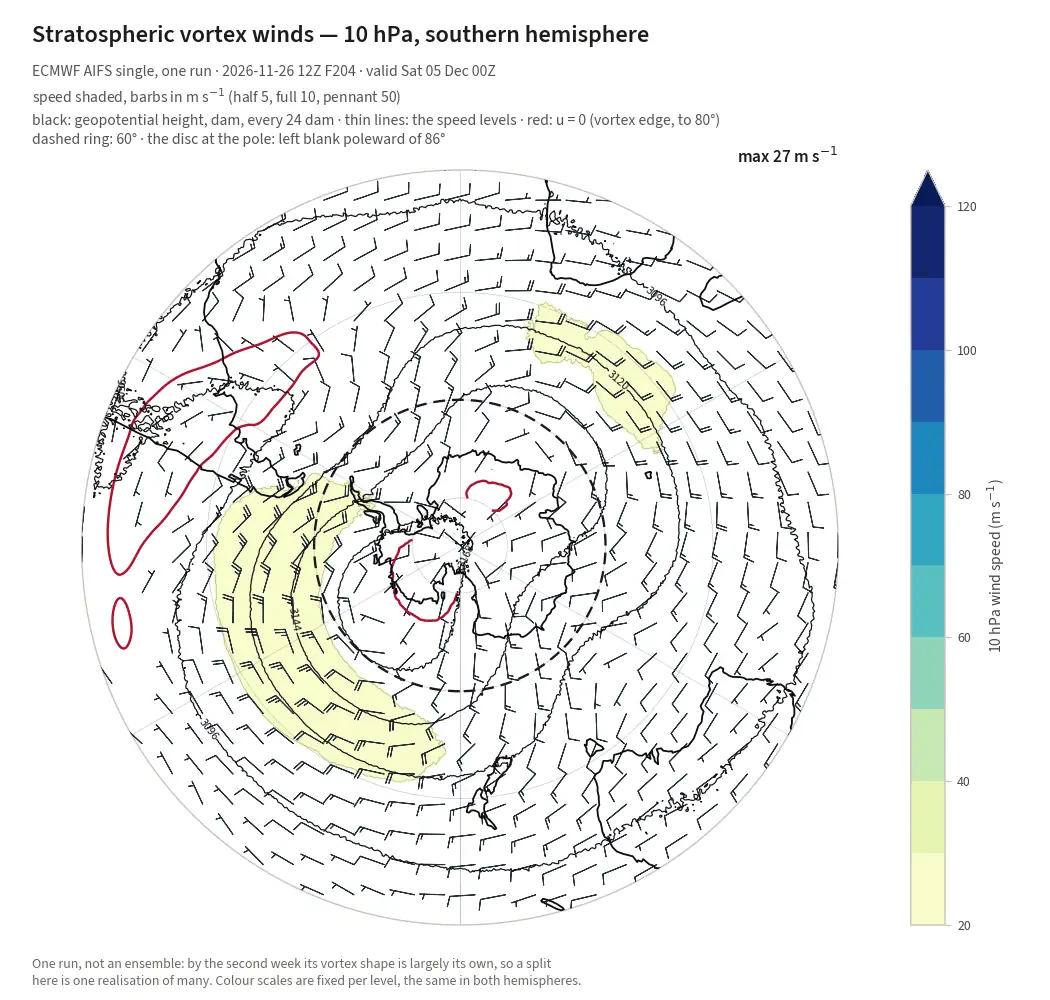 Stratospheric vortex winds — 10 hPa, southern hemisphere
ECMWF AIFS single, one run · 2026-11-26 12Z F204 · valid Sat 05 Dec 00Z
speed shaded, barbs in m s⁻¹ (half 5, full 10, pennant 50)
black: geopotential height, dam, every 24 dam · thin lines: the speed levels · red: u = 0 (vortex edge, to 80°)
dashed ring: 60° · the disc at the pole: left blank poleward of 86°
max 27 m s⁻¹
120
100
80
60
40
20
10 hPa wind speed (m s⁻¹)
3096
3120
3144
3096
One run, not an ensemble: by the second week its vortex shape is largely its own, so a split
here is one realisation of many. Colour scales are fixed per level, the same in both hemispheres.